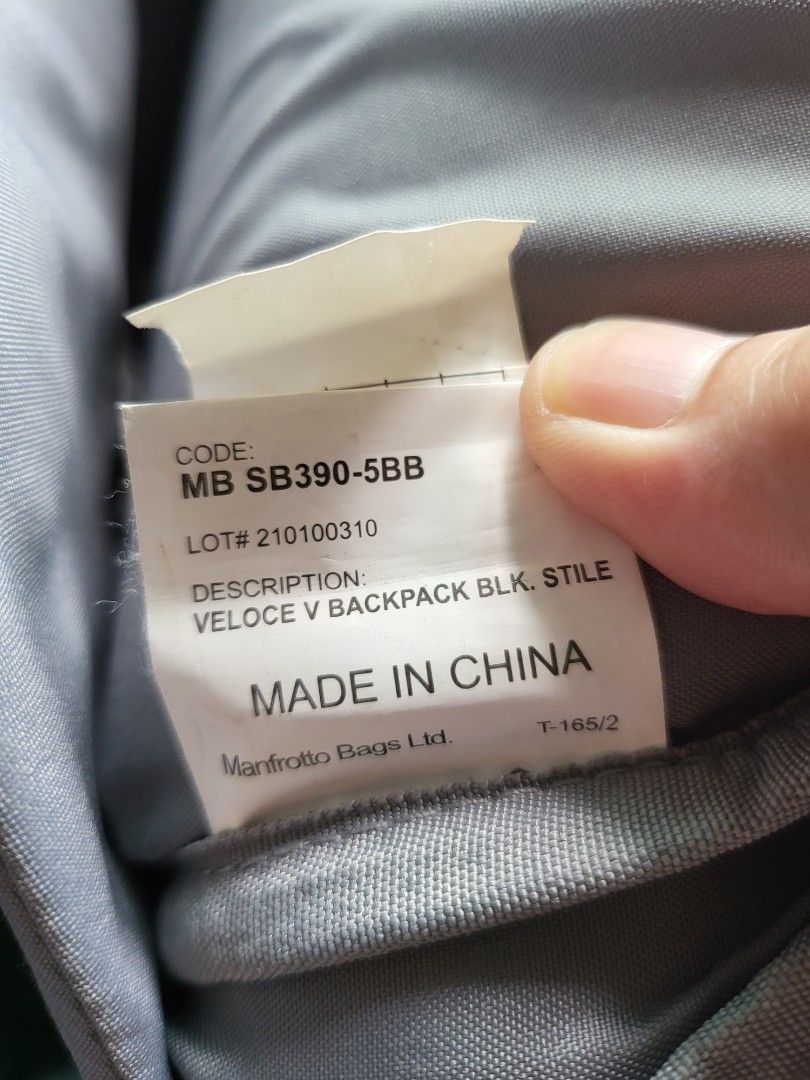 CODE:
MB SB390-5BB
LOT# 210100310
DESCRIPTION:
VELOCE V BACKPACK BLK. STILE
MADE IN CHINA
Manfrotto Bags Ltd. T-165/2